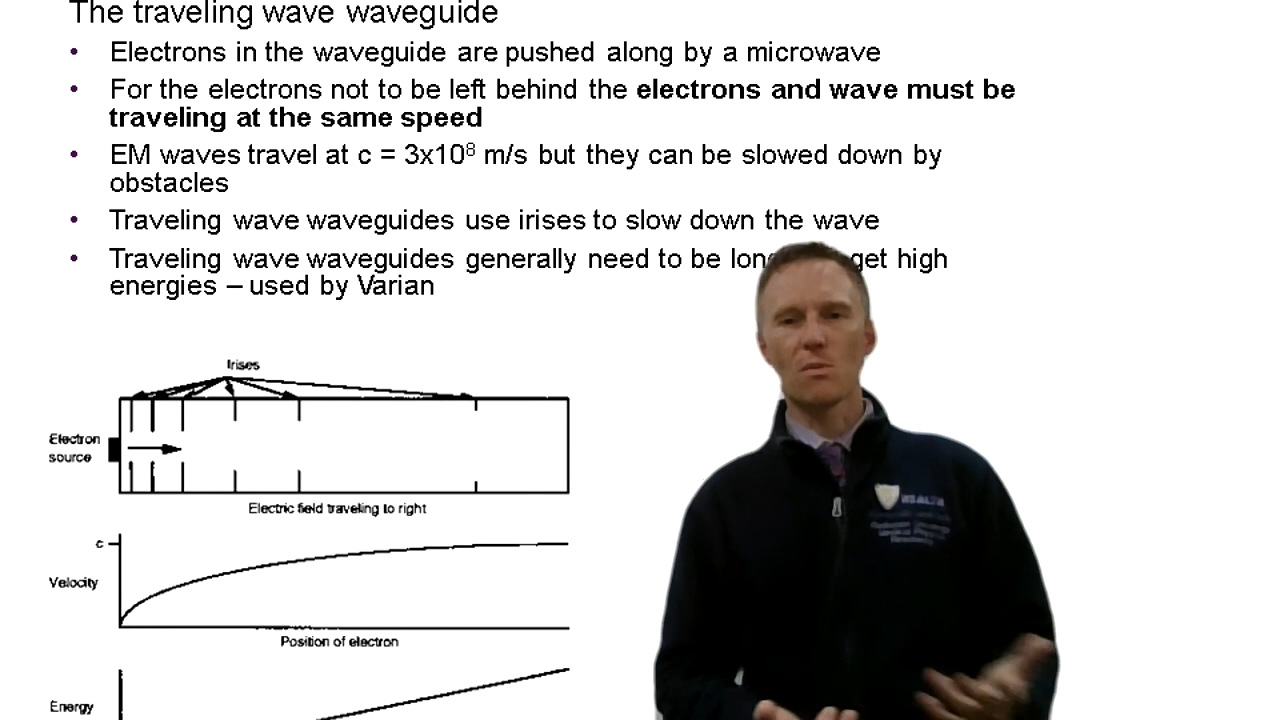 The traveling wave waveguide
• Electrons in the waveguide are pushed along by a microwave
• For the electrons not to be left behind the electrons and wave must be
traveling at the same speed
• EM waves travel at c = 3x10⁸ m/s but they can be slowed down by
obstacles
• Traveling wave waveguides use irises to slow down the wave
• Traveling wave waveguides generally need to be get high
energies – used by Varian
Irises
Electron
source
Electric field traveling to right
c
Velocity
Position of electron
Energy
HEALTH